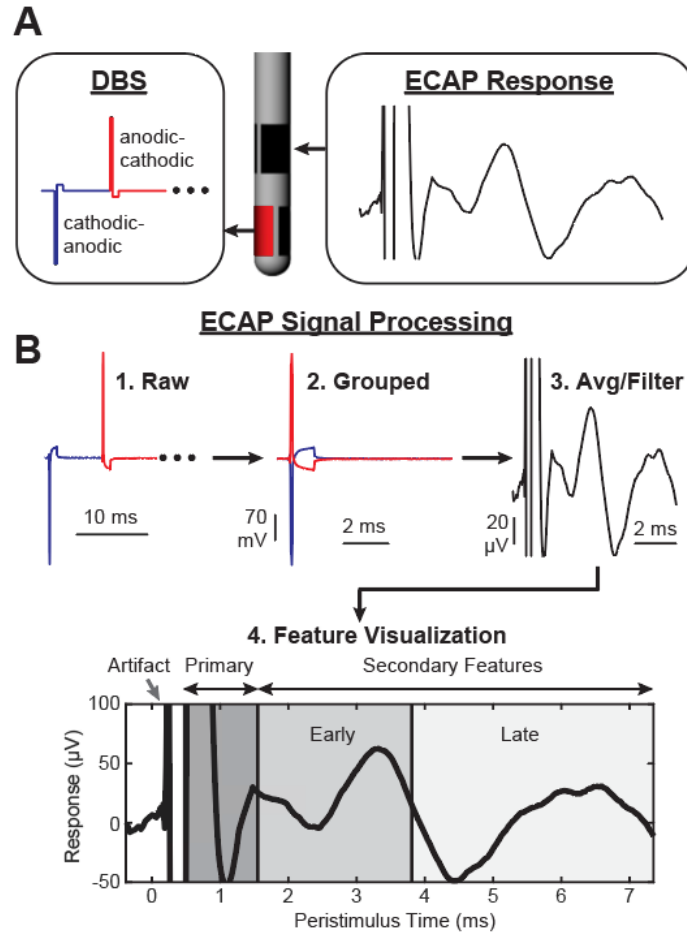 A
DBS
anodic-
cathodic
cathodic-
anodic
ECAP Response
ECAP Signal Processing
B
1. Raw
2. Grouped
3. Avg/Filter
10 ms
70
mV
2 ms
20
µV
2 ms
4. Feature Visualization
Artifact
Primary
Secondary Features
Early
Late
Response (µV)
100
50
0
-50
0 1 2 3 4 5 6 7
Peristimulus Time (ms)